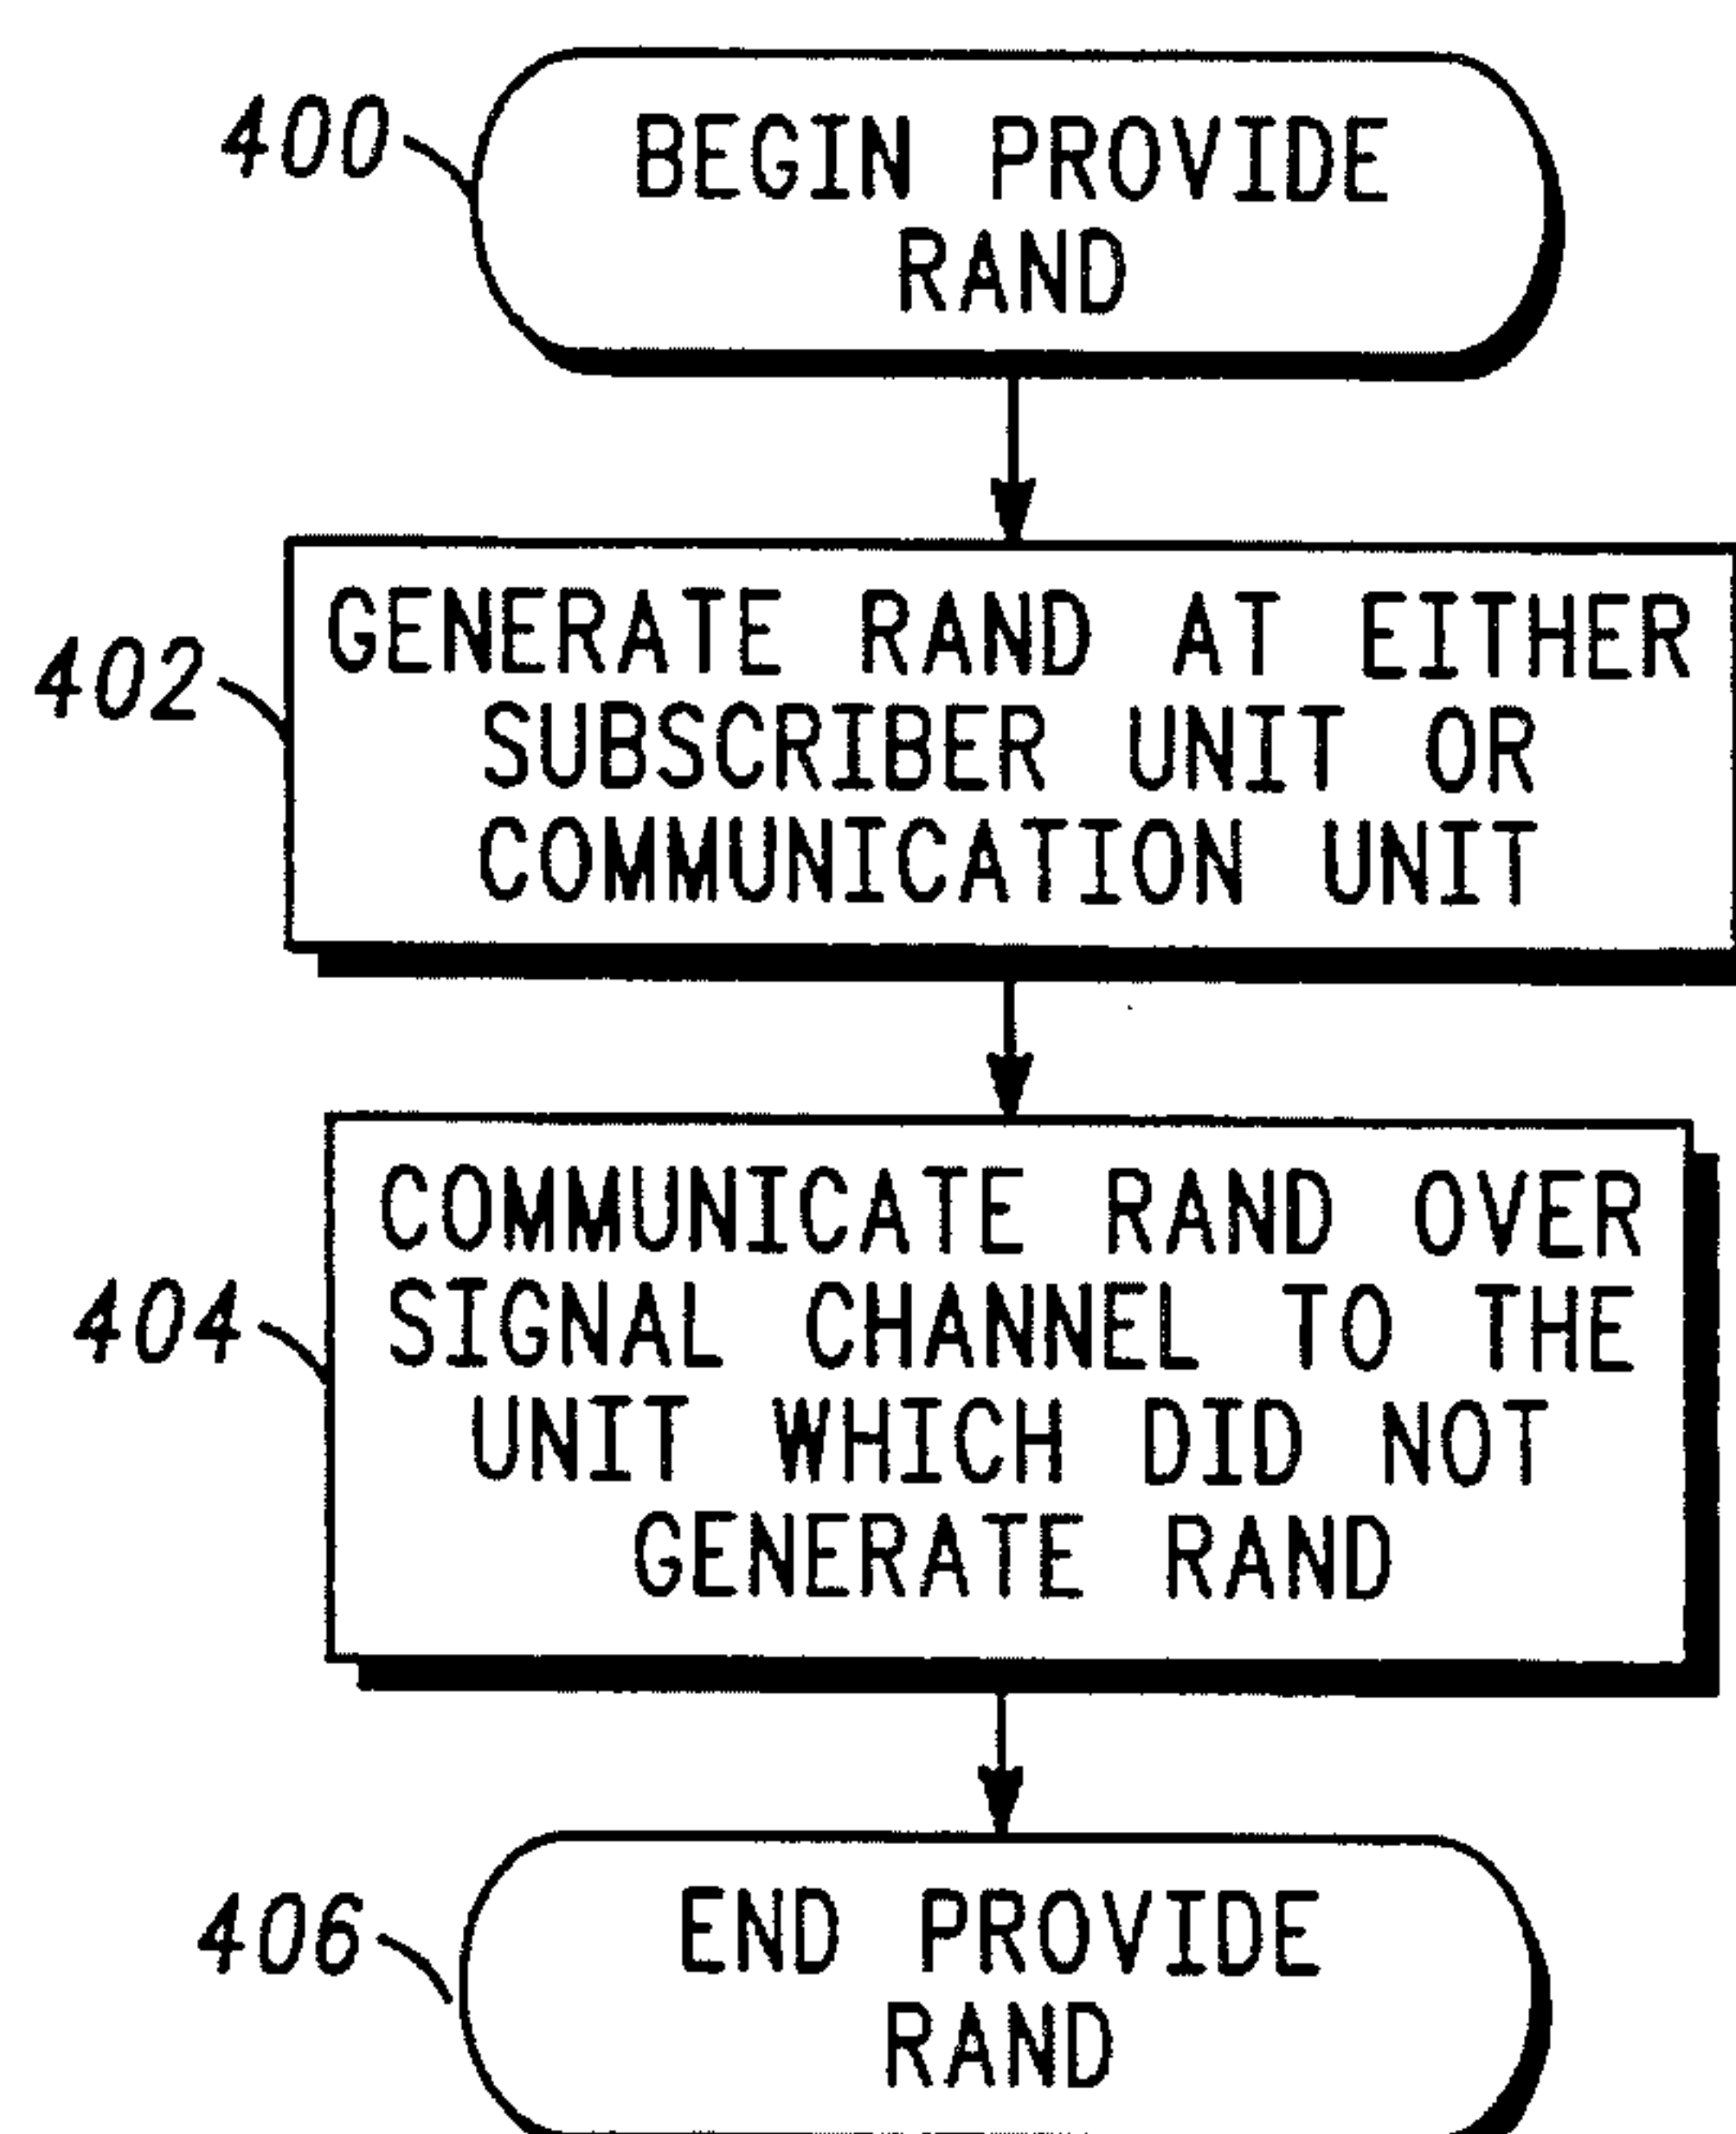 400
BEGIN PROVIDE
RAND
402
GENERATE RAND AT EITHER
SUBSCRIBER UNIT OR
COMMUNICATION UNIT
404
COMMUNICATE RAND OVER
SIGNAL CHANNEL TO THE
UNIT WHICH DID NOT
GENERATE RAND
406
END PROVIDE
RAND